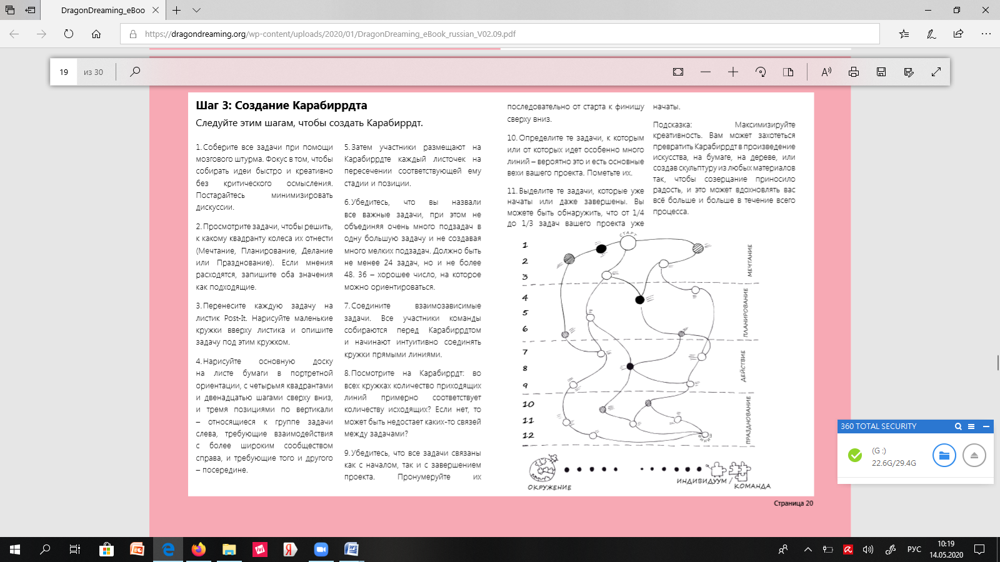 DragonDreaming_eBoo
https://dragondreaming.org/wp-content/uploads/2020/01/DragonDreaming_eBook_russian_V02.09.pdf
19 из 30
Шаг 3: Создание Карабиррдта
Следуйте этим шагам, чтобы создать Карабиррдт.
1. Соберите все задачи при помощи
мозгового штурма. Фокус в том, чтобы
собирать идеи быстро и креативно
без критического осмысления.
Постарайтесь минимизировать
дискуссии.
2. Просмотрите задачи, чтобы решить,
к какому квадранту колеса их отнести
(Мечтание, Планирование, Делание
или Празднование). Если мнения
расходятся, запишите оба значения
как подходящие.
3. Перенесите каждую задачу на
листик Post-It. Нарисуйте маленькие
кружки вверху листика и опишите
задачу под этим кружком.
4. Нарисуйте основную доску
на листе бумаги в портретной
ориентации, с четырьмя квадрантами
и двенадцатью шагами сверху вниз,
и тремя позициями по вертикали
– относящиеся к группе задачи
слева, требующие взаимодействия
с более широким сообществом
справа, и требующие того и другого
– посередине.
5. Затем участники размещают на
Карабиррдте каждый листочек на
пересечении соответствующей ему
стадии и позиции.
6. Убедитесь, что вы назвали
все важные задачи, при этом не
объединяя очень много подзадач в
одну большую задачу и не создавая
много мелких подзадач. Должно быть
не менее 24 задач, но и не более
48. 36 – хорошее число, на которое
можно ориентироваться.
7. Соедините взаимозависимые
задачи. Все участники команды
собираются перед Карабиррдтом
и начинают интуитивно соединять
кружки прямыми линиями.
8. Посмотрите на Карабиррдт: во
всех кружках количество приходящих
линий примерно соответствует
количеству исходящих? Если нет, то
может быть недостает каких-то связей
между задачами?
9. Убедитесь, что все задачи связаны
как с началом, так и с завершением
проекта. Пронумеруйте их
последовательно от старта к финишу
сверху вниз.
10. Определите те задачи, к которым
или от которых идет особенно много
линий – вероятно это и есть основные
вехи вашего проекта. Пометьте их.
11. Выделите те задачи, которые уже
начаты или даже завершены. Вы
можете быть обнаружить, что от 1/4
до 1/3 задач вашего проекта уже
начаты.
Подсказка: Максимизируйте
креативность. Вам может захотеться
превратить Карабиррдт в произведение
искусства, на бумаге, на дереве, или
создав скульптуру из любых материалов
так, чтобы созерцание приносило
радость, и это может вдохновлять вас
всё больше и больше в течение всего
процесса.
СТАРТ
1
2
3
4
5
6
7
8
9
10
11
12
МЕЧТАНИЕ
ПЛАНИРОВАНИЕ
ДЕЙСТВИЕ
ПРАЗДНОВАНИЕ
ОКРУЖЕНИЕ
ИНДИВИДУУМ /
КОМАНДА
Страница 20
360 TOTAL SECURITY
(G :)
22.6G/29.4G
ivi
Я
РУС
10:19
14.05.2020